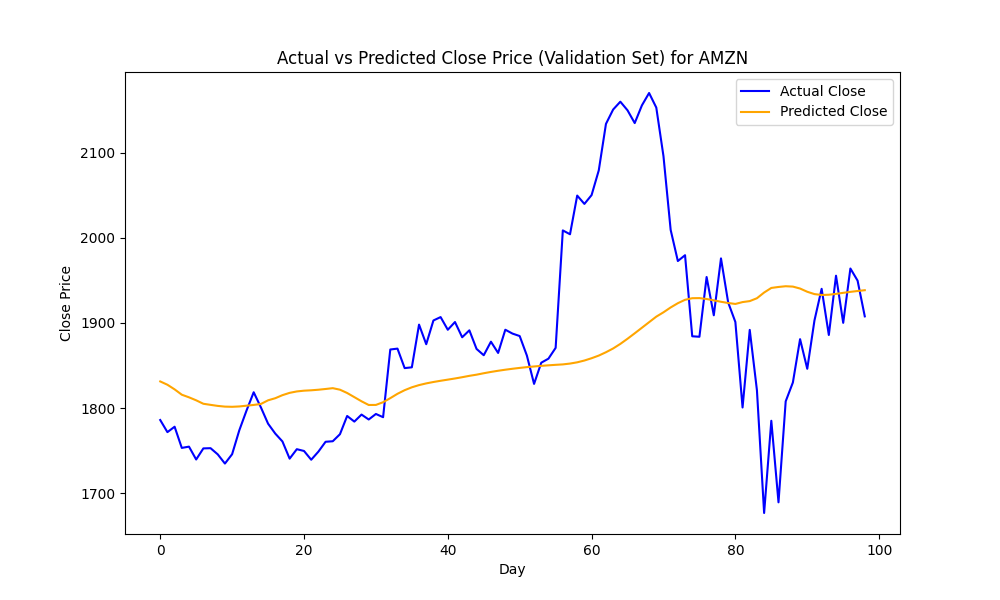 Actual vs Predicted Close Price (Validation Set) for AMZN
Actual Close
Predicted Close
Close Price
2100
2000
1900
1800
1700
0 20 40 60 80 100
Day